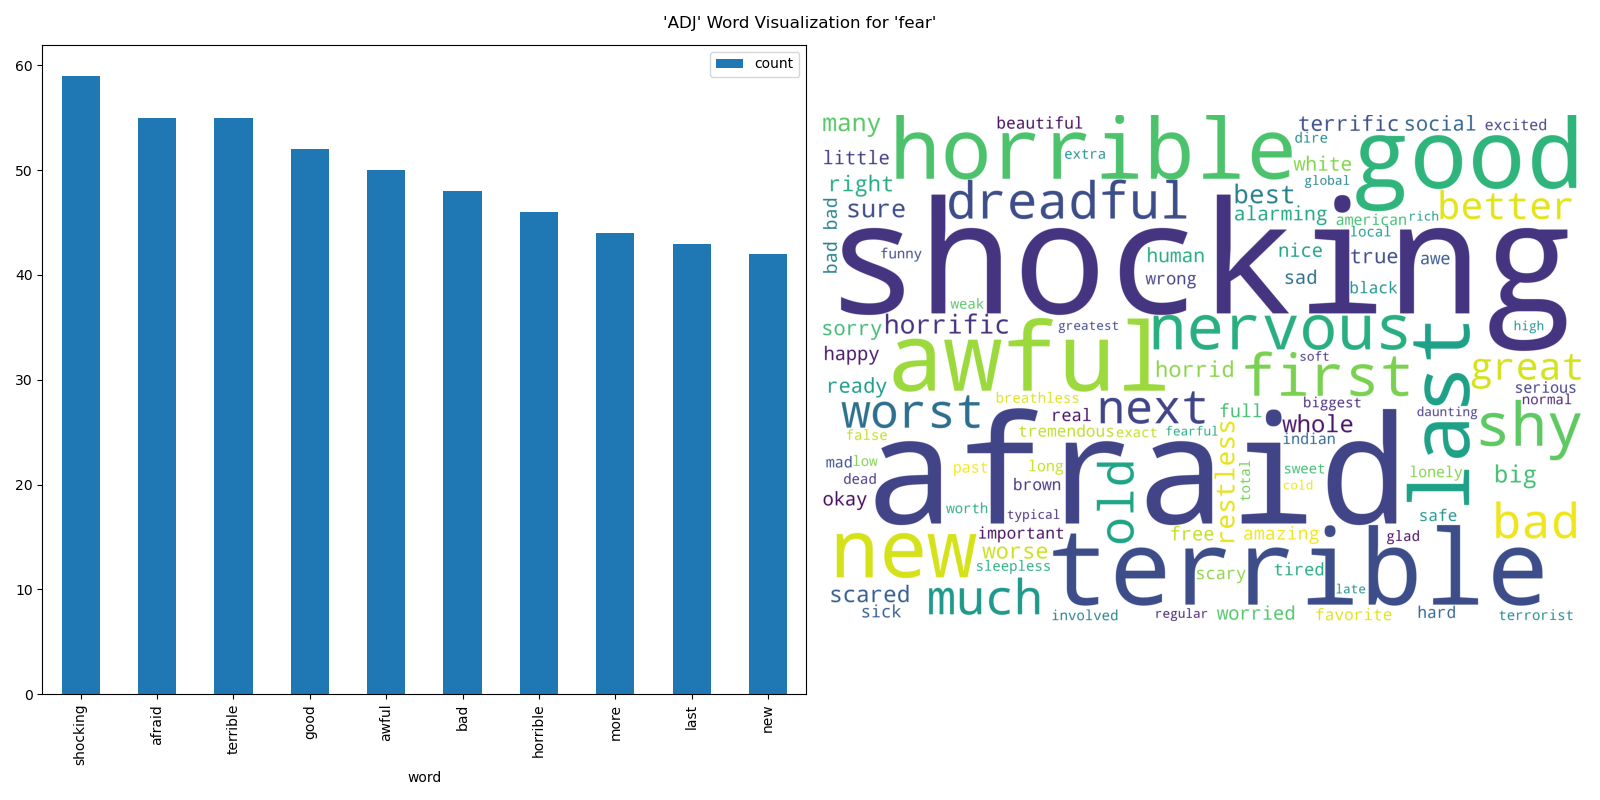 'ADJ' Word Visualization for 'fear'
count
60
50
40
30
20
10
0
shocking
afraid
terrible
good
awful
bad
horrible
more
last
new
word
many
horrible
beautiful
extra
terrific
social
excited
dire
good
little
white
right
dreadful
global
best
better
sure
alarming
american
rich
local
bad bad
shocking
funny
human
nice
true
awe
wrong
sad
black
weak
sorry
horrific
greatest
nervous
high
happy
awful
horrid
soft
first
last
great
ready
serious
normal
breathless
worst
real
next
full
biggest
daunting
shy
whole
false
tremendous
exact
fearful
indian
mad
low
past
long
restless
total
sweet
lonely
big
dead
brown
cold
okay
afraid
old
worth
typical
safe
bad
important
free
amazing
glad
new
worse
sleepless
terrible
scary
tired
late
scared
much
sick
involved
regular
worried
favorite
hard
terrorist